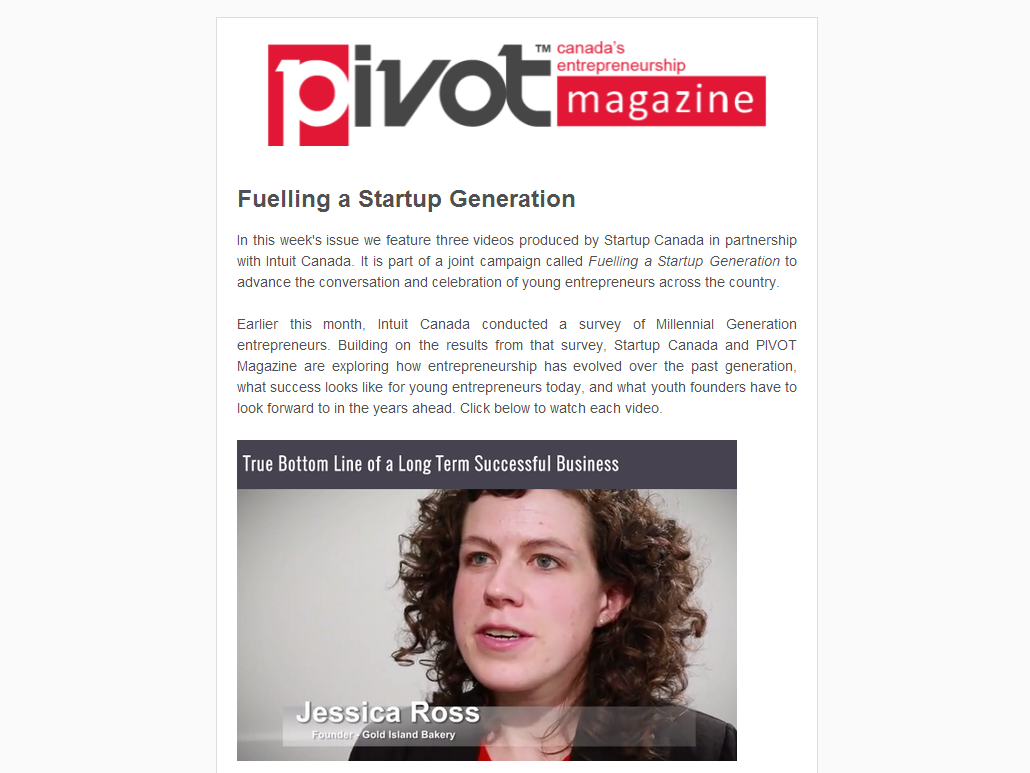 pivot™
canada's
entrepreneurship
magazine
Fuelling a Startup Generation
In this week's issue we feature three videos produced by Startup Canada in partnership
with Intuit Canada. It is part of a joint campaign called Fuelling a Startup Generation to
advance the conversation and celebration of young entrepreneurs across the country.
Earlier this month, Intuit Canada conducted a survey of Millennial Generation
entrepreneurs. Building on the results from that survey, Startup Canada and PIVOT
Magazine are exploring how entrepreneurship has evolved over the past generation,
what success looks like for young entrepreneurs today, and what youth founders have to
look forward to in the years ahead. Click below to watch each video.
True Bottom Line of a Long Term Successful Business
Jessica Ross
Founder - Gold Island Bakery